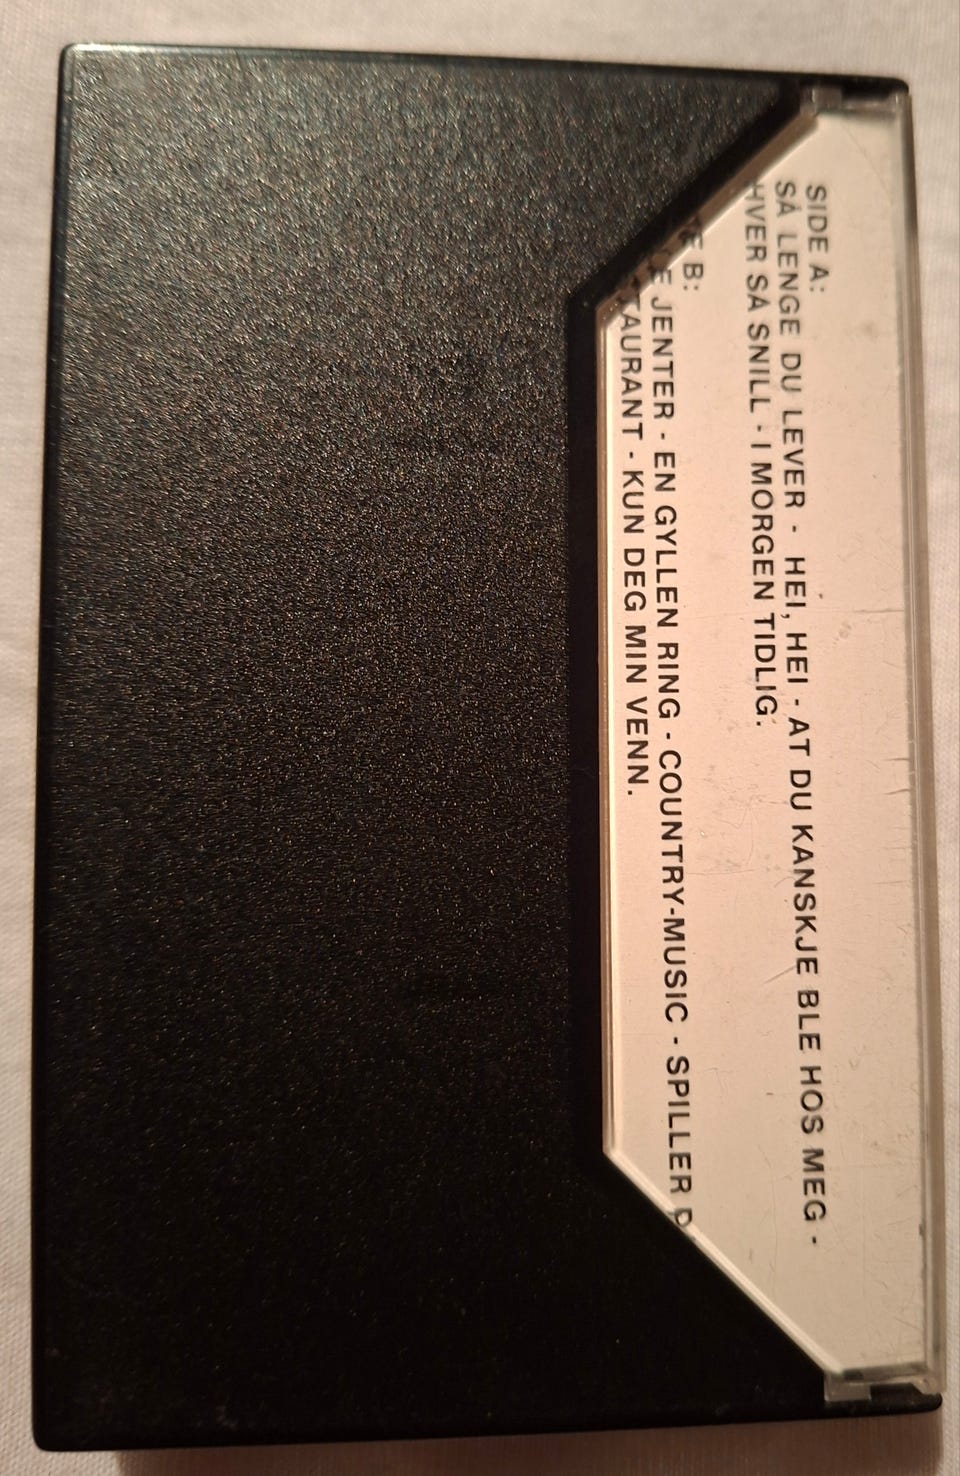 SIDE A:
SÅ LENGE DU LEVER - HEI, HEI - AT DU KANSKJE BLE HOS MEG -
HVER SÅ SNILL - I MORGEN TIDLIG.
B:
JENTER - EN GYLLEN RING - COUNTRY-MUSIC - SPILLER
TAURANT - KUN DEG MIN VENN.